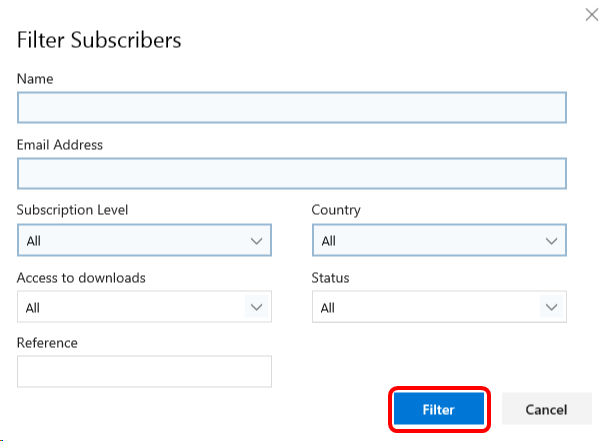 Filter Subscribers
Name
Email Address
Subscription Level Country
All All
Access to downloads Status
All All
Reference
Filter Cancel